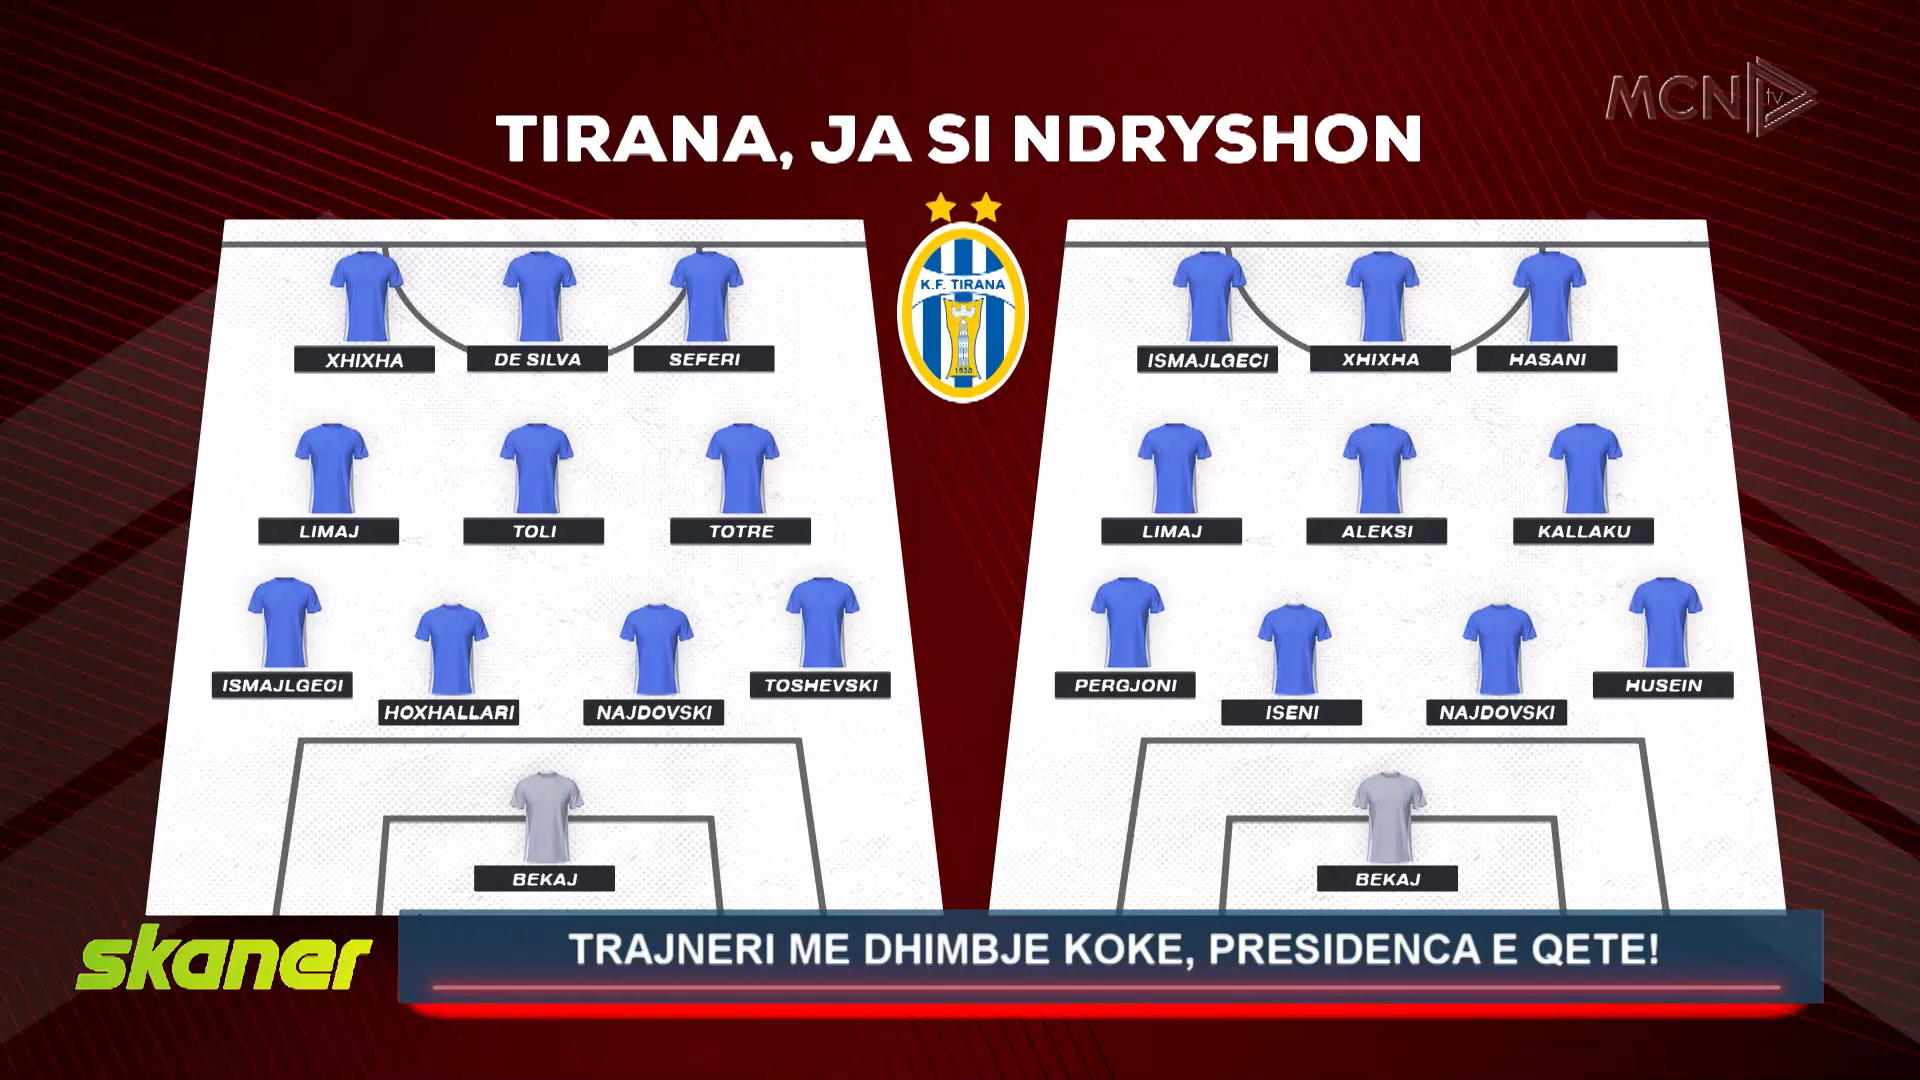 MCN tv
TIRANA, JA SI NDRYSHON
K.F. TIRANA
1920
XHIXHA DE SILVA SEFERI
LIMAJ TOLI TOTRE
ISMAJLGECI TOSHEVSKI
HOXHALLARI NAJDOVSKI
BEKAJ
ISMAJLGECI XHIXHA HASANI
LIMAJ ALEKSI KALLAKU
PERGJONI HUSEIN
ISENI NAJDOVSKI
BEKAJ
skaner
TRAJNERI ME DHIMBJE KOKE, PRESIDENCA E QETE!